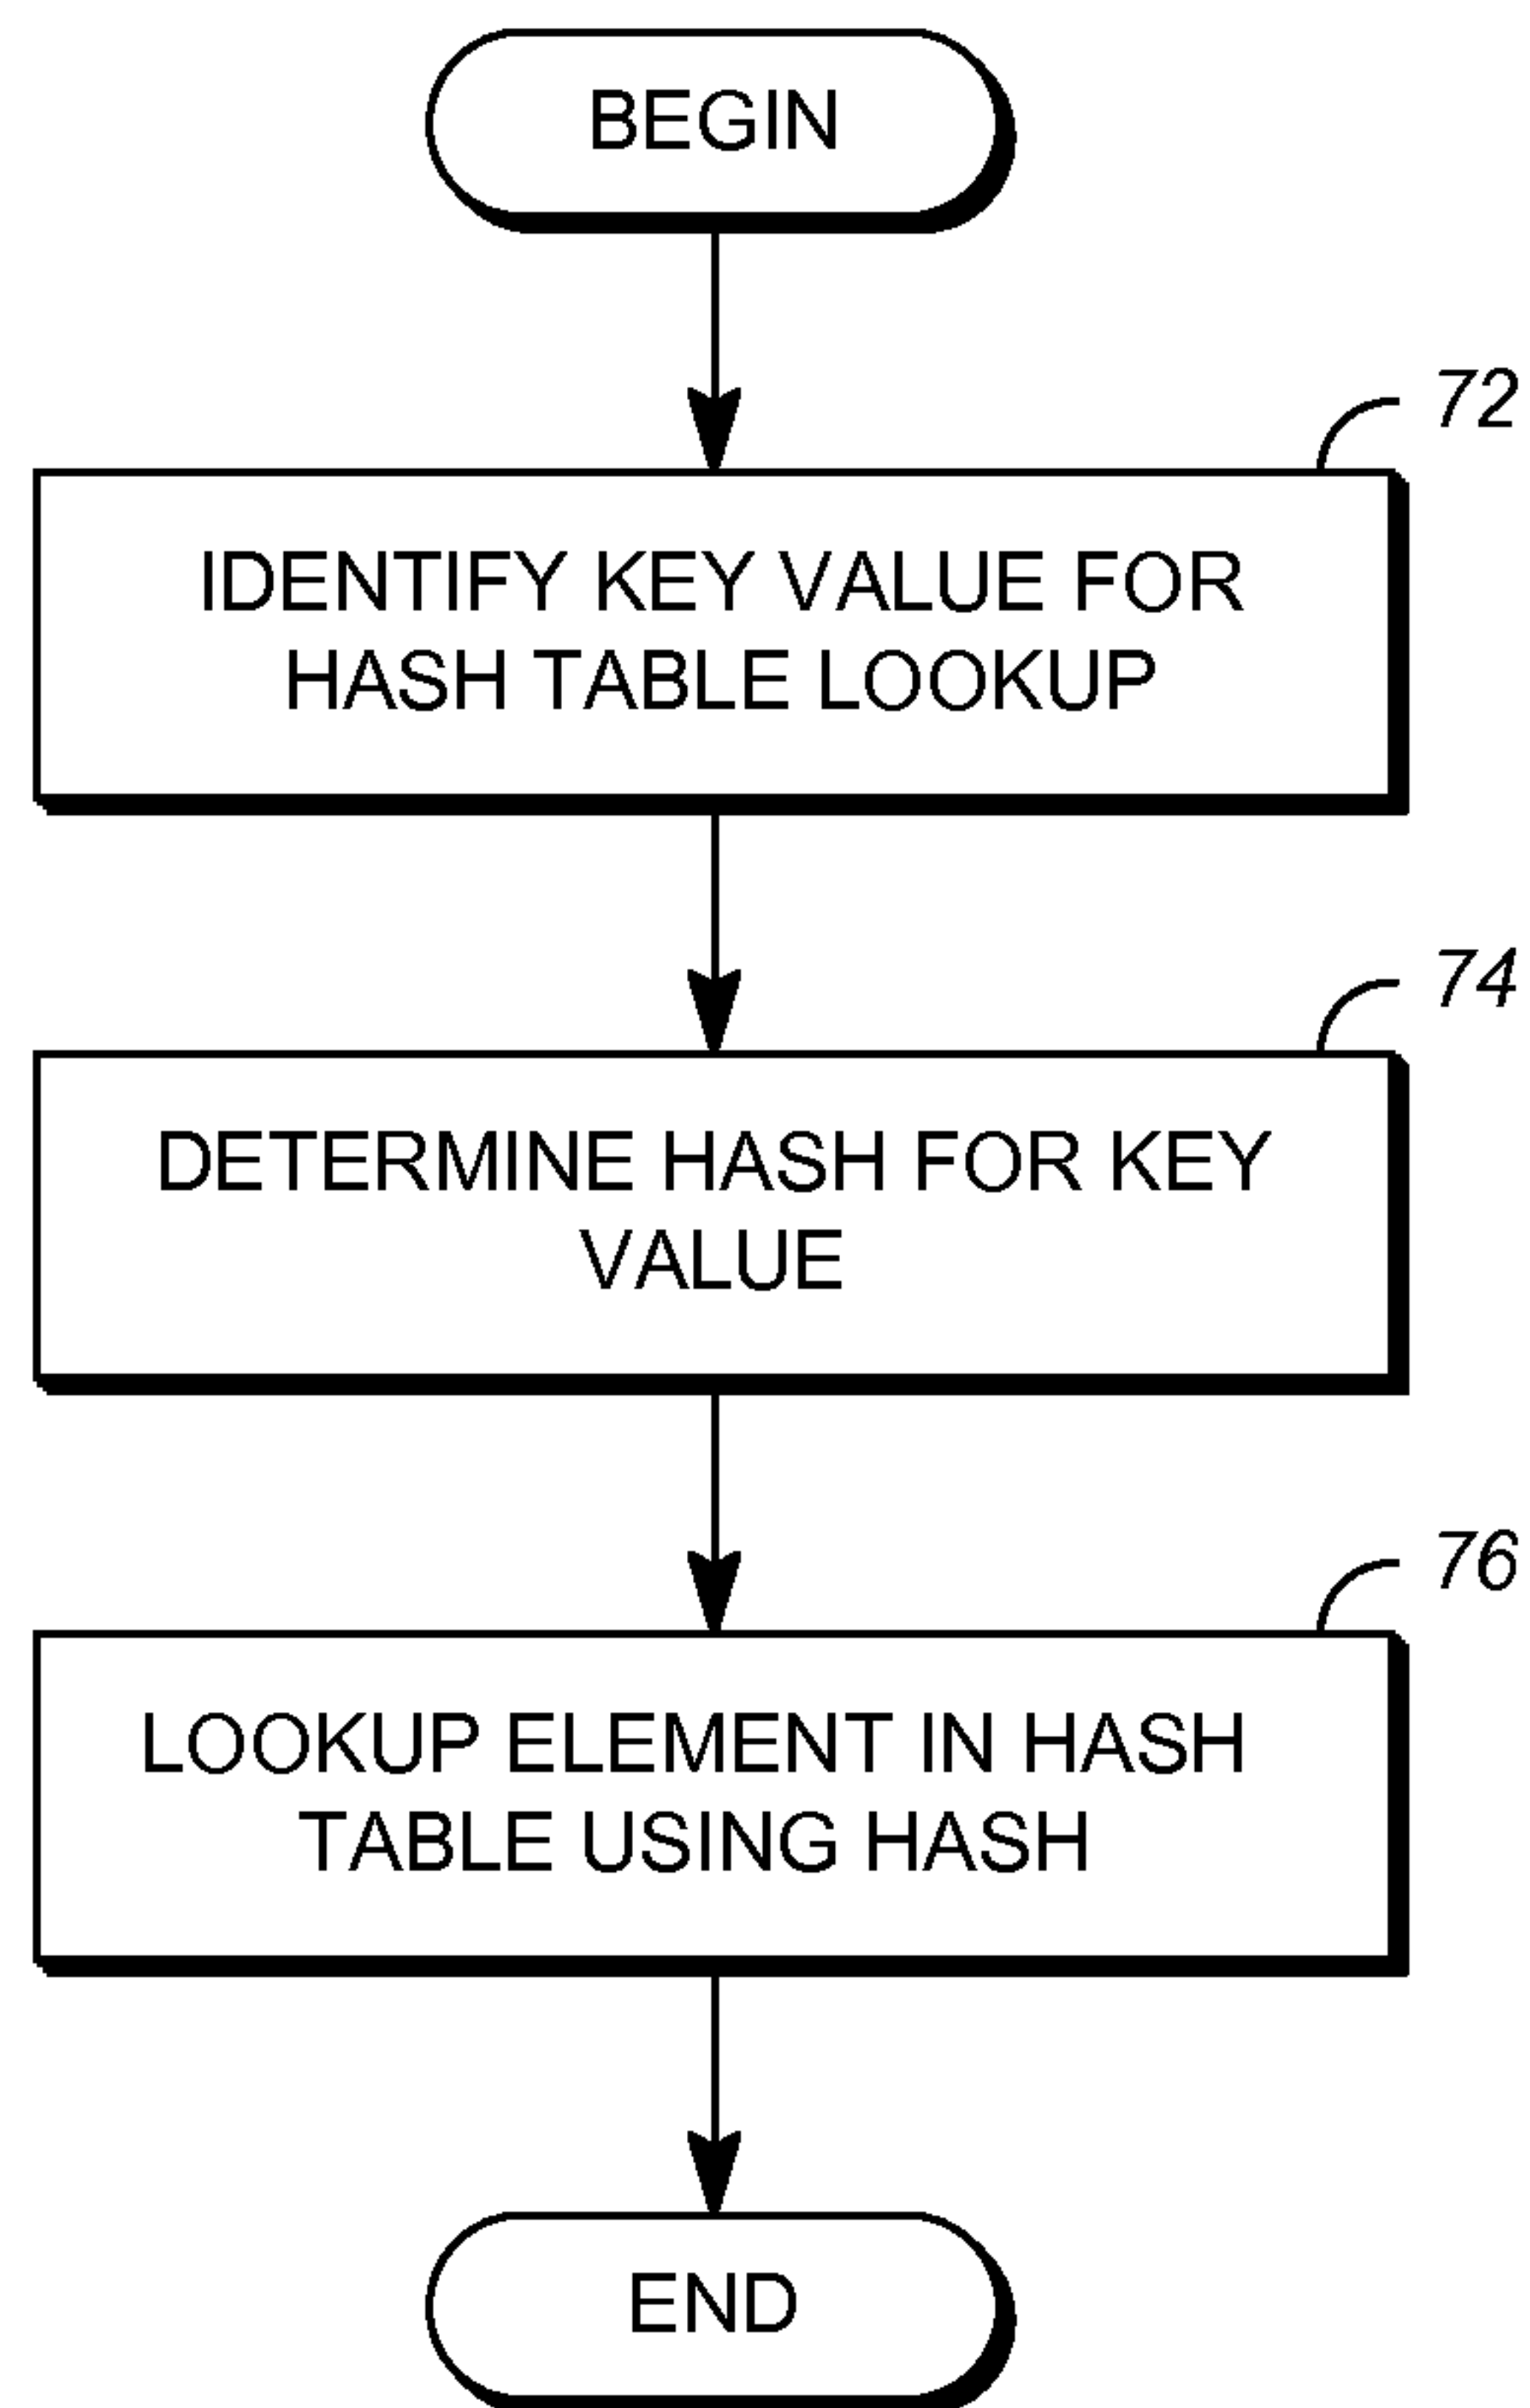 BEGIN
72
IDENTIFY KEY VALUE FOR
HASH TABLE LOOKUP
74
DETERMINE HASH FOR KEY
VALUE
76
LOOKUP ELEMENT IN HASH
TABLE USING HASH
END